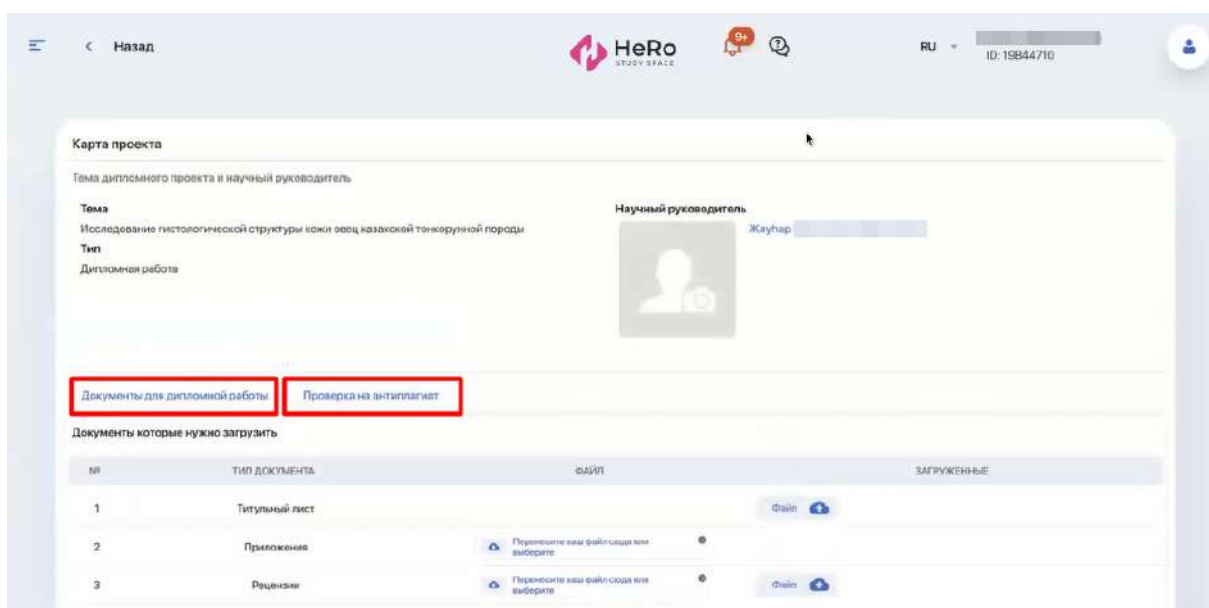 Назад
HeRo
STUDY SPACE
9+
RU
ID: 19B44710
Карта проекта
Тема дипломного проекта и научный руководитель
Тема
Исследование гистологической структуры кожи овец казахской тонкорунной породы
Тип
Дипломная работа
Научный руководитель
Жауһар
Документы для дипломной работы
Проверка на антиплагиат
Документы которые нужно загрузить
№ ТИП ДОКУМЕНТА ФАЙЛ ЗАГРУЖЕННЫЕ
1 Титульный лист Файл
2 Приложения Перенесите ваш файл сюда или
выберите
3 Рецензия Перенесите ваш файл сюда или
выберите Файл